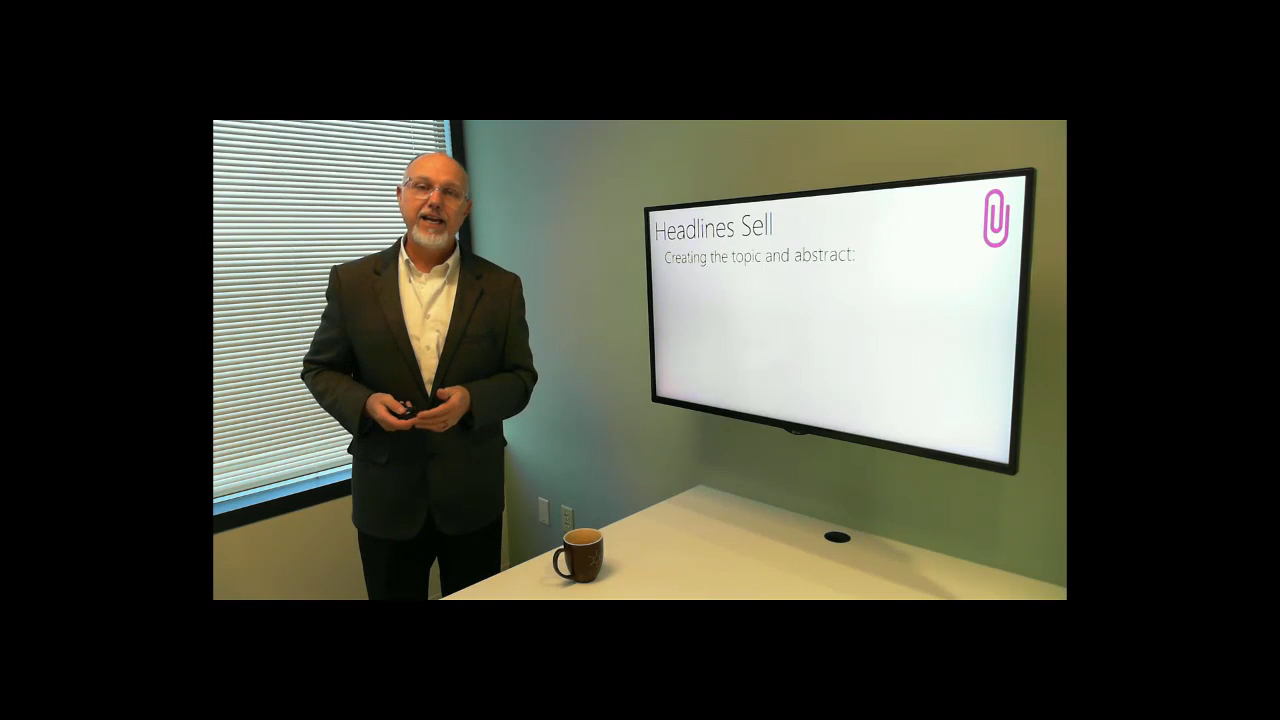 Headlines Sell
Creating the topic and abstract: